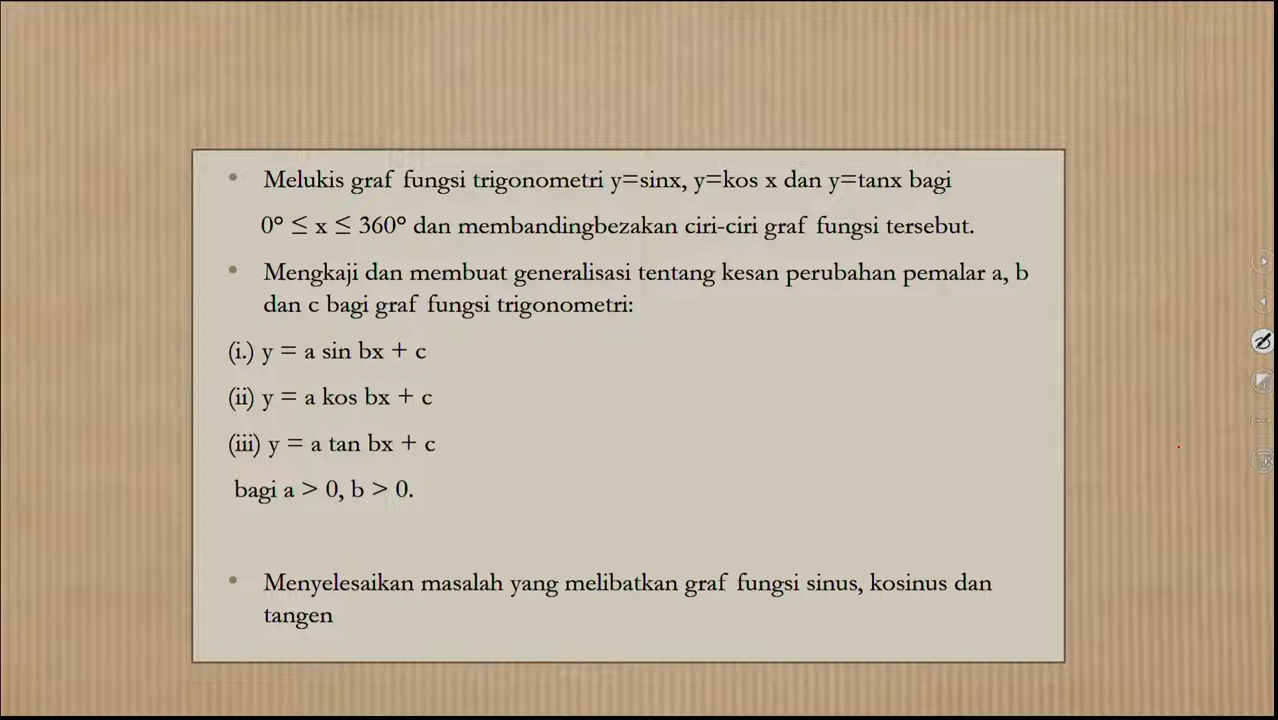 • Melukis graf fungsi trigonometri y=sinx, y=kos x dan y=tanx bagi
0° ≤ x ≤ 360° dan membandingbezakan ciri-ciri graf fungsi tersebut.
• Mengkaji dan membuat generalisasi tentang kesan perubahan pemalar a, b
dan c bagi graf fungsi trigonometri:
(i.) y = a sin bx + c
(ii) y = a kos bx + c
(iii) y = a tan bx + c
bagi a > 0, b > 0.
• Menyelesaikan masalah yang melibatkan graf fungsi sinus, kosinus dan
tangen